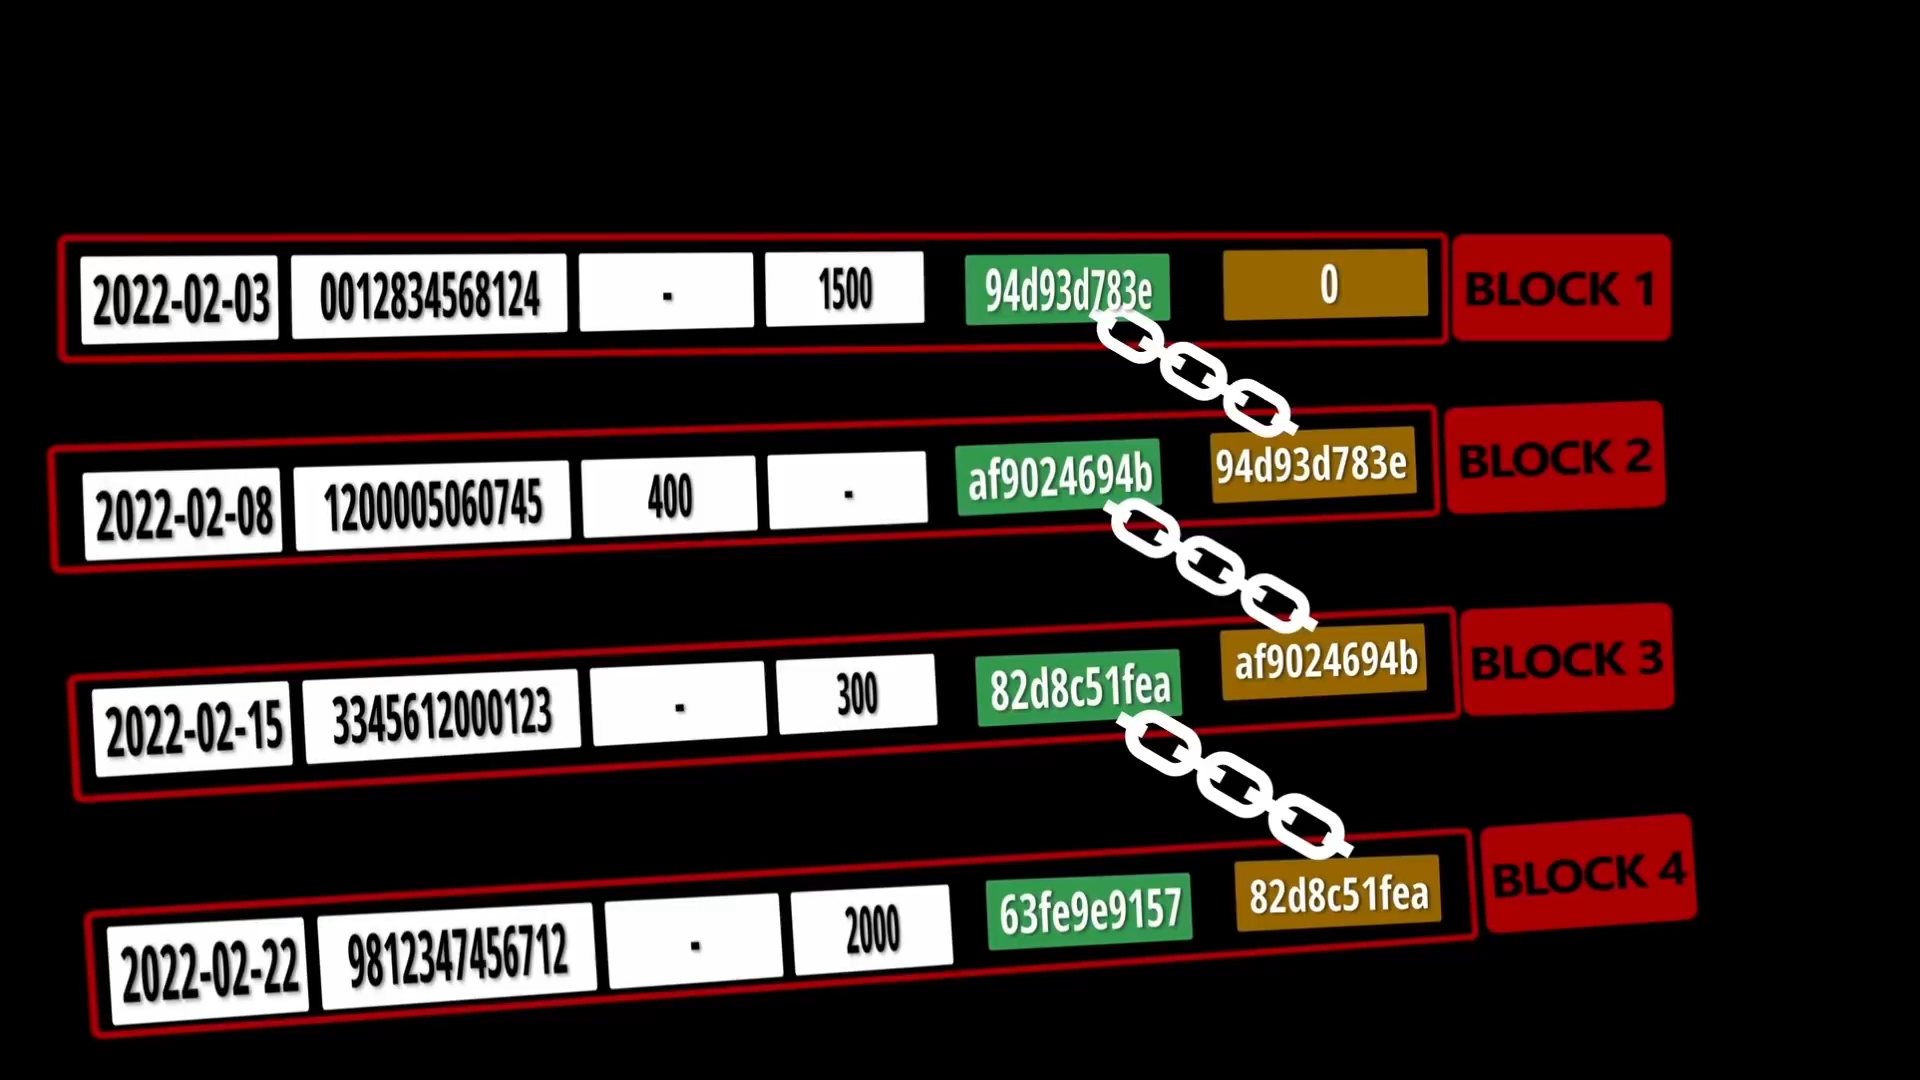 2022-02-03 0012834568124 - 1500 94d93d783e 0 BLOCK 1
2022-02-08 1200005060745 400 - af9024694b 94d93d783e BLOCK 2
2022-02-15 3345612000123 - 300 82d8c51fea af9024694b BLOCK 3
2022-02-22 9812347456712 - 2000 63fe9e9157 82d8c51fea BLOCK 4